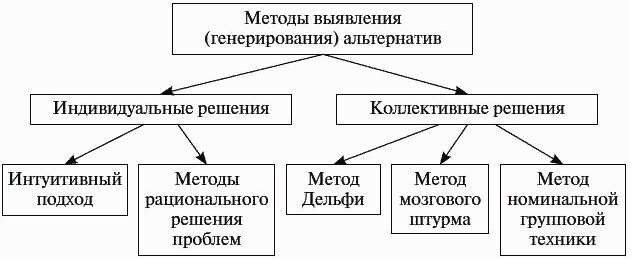 Методы выявления
(генерирования) альтернатив
Индивидуальные решения
Коллективные решения
Интуитивный
подход
Методы
рационального
решения
проблем
Метод
Дельфи
Метод
мозгового
штурма
Метод
номинальной
групповой
техники